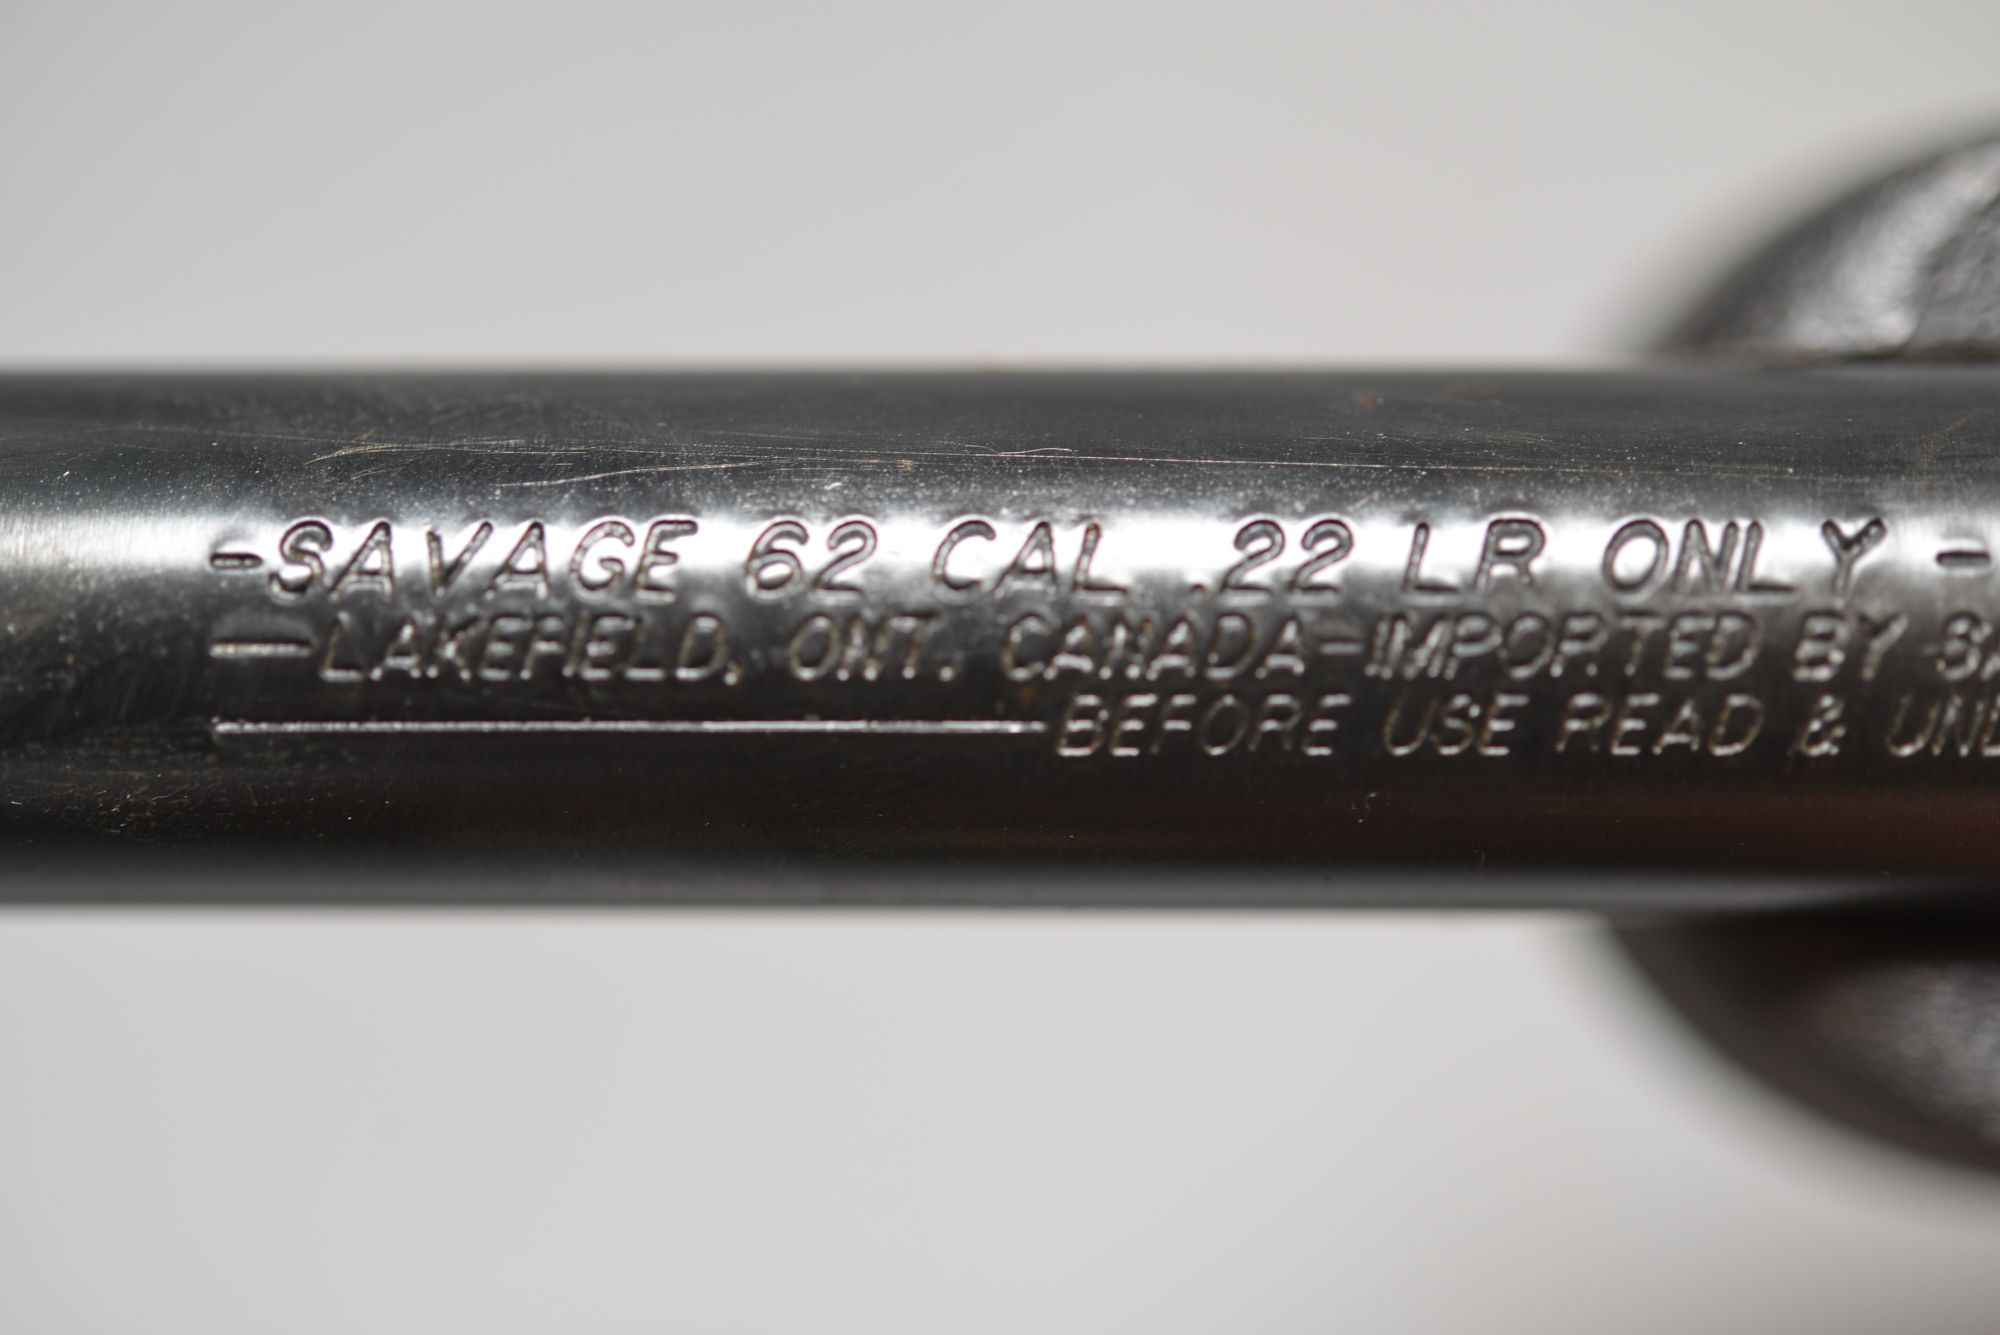 -SAVAGE 62 CAL. .22 LR ONLY -
—LAKEFIELD, ONT. CANADA-IMPORTED BY
BEFORE USE READ &